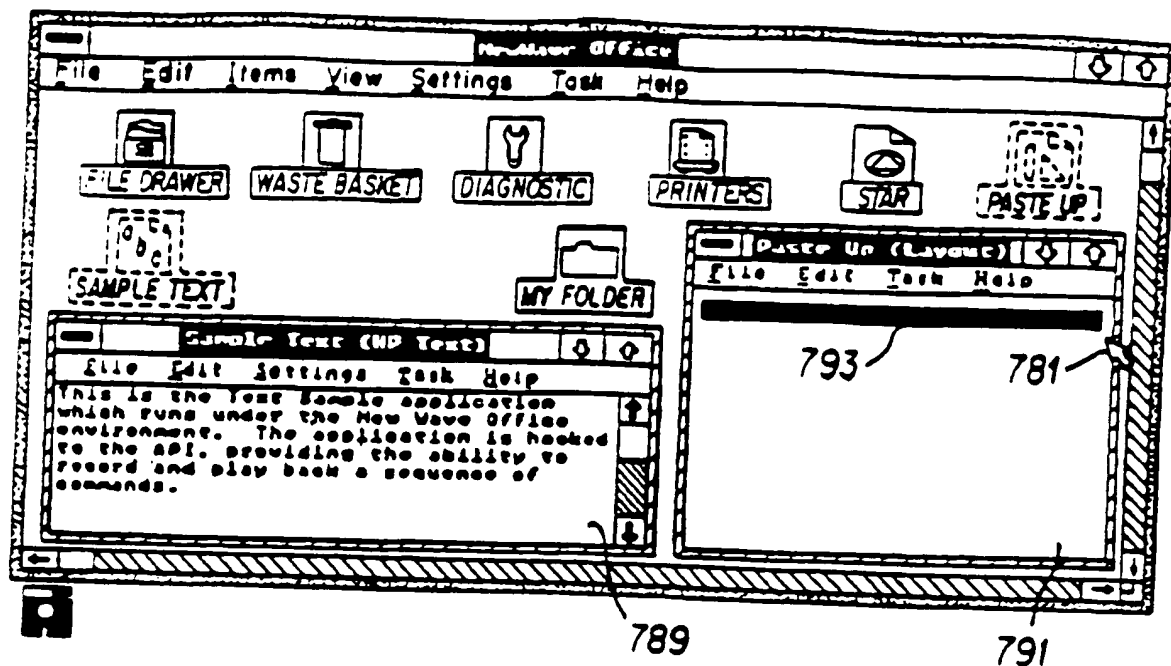 NewWave Office
File Edit Items View Settings Task Help
FILE DRAWER WASTE BASKET DIAGNOSTIC PRINTERS STAR PASTE UP
SAMPLE TEXT MY FOLDER
Paste Up (Layout)
File Edit Task Help
793 781
Sample Text (HP Text)
File Edit Settings Task Help
This is the Text Sample application
which runs under the New Wave Office
environment. The application is hooked
to the API, providing the ability to
record and play back a sequence of
commands.
789 791